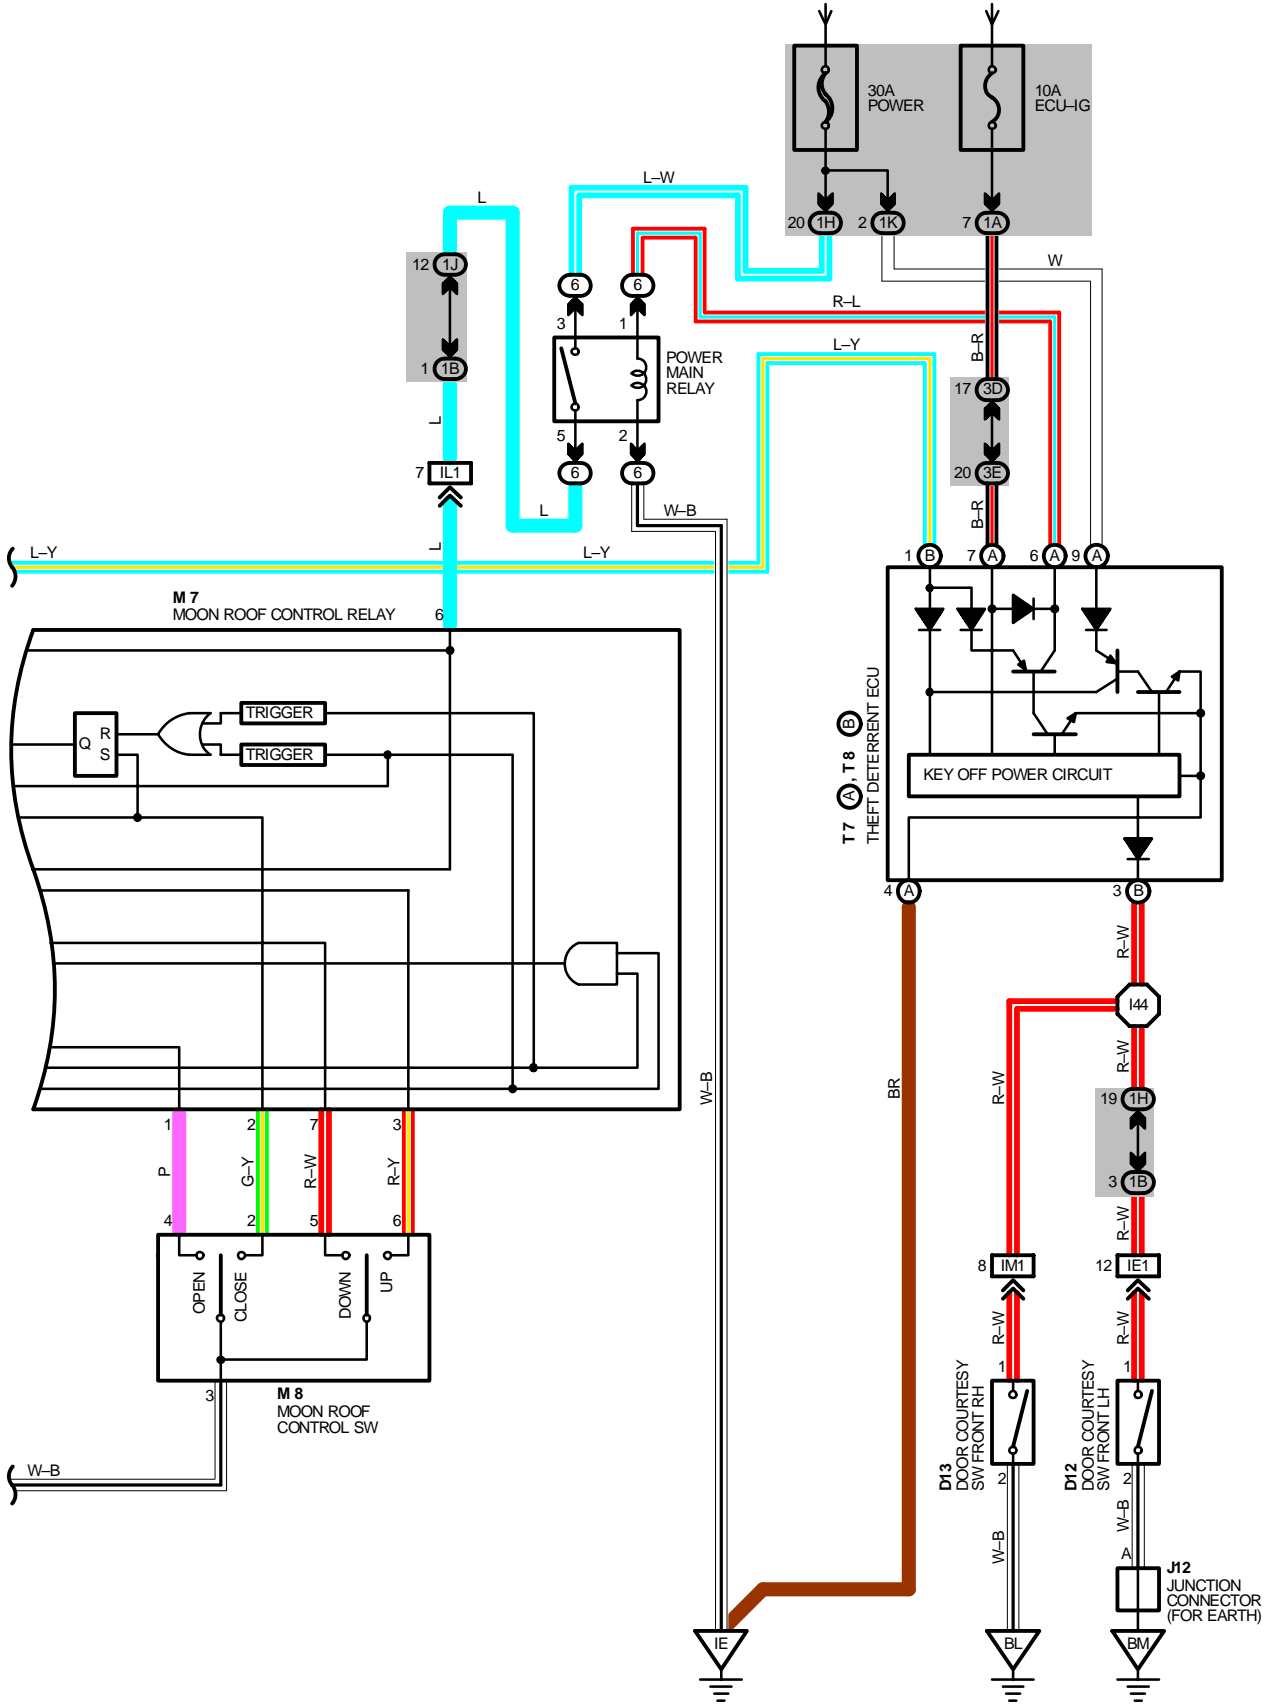 30A
POWER
10A
ECU–IG
L–W
L
20 1H
2 1K
7 1A
W
12 1J
6
6
R–L
3
1
L–Y
B–R
POWER
MAIN
RELAY
1 1B
17 3D
L
5
2
7 IL1
6
6
20 3E
L
W–B
B–R
L–Y
L
L–Y
1 B
7 A
6 A
9 A
M 7
MOON ROOF CONTROL RELAY
6
TRIGGER
R
Q
S
TRIGGER
T 7 A , T 8 B
THEFT DETERRENT ECU
KEY OFF POWER CIRCUIT
4 A
3 B
R–W
I44
W–B
BR
R–W
R–W
19 1H
1
2
7
3
P
G–Y
R–W
R–Y
3 1B
4
2
5
6
R–W
OPEN
CLOSE
DOWN
UP
8 IM1
12 IE1
R–W
R–W
3
M 8
MOON ROOF
CONTROL SW
1
1
D13
DOOR COURTESY
SW FRONT RH
D12
DOOR COURTESY
SW FRONT LH
W–B
2
2
W–B
W–B
A
J12
JUNCTION
CONNECTOR
(FOR EARTH)
IE
BL
BM